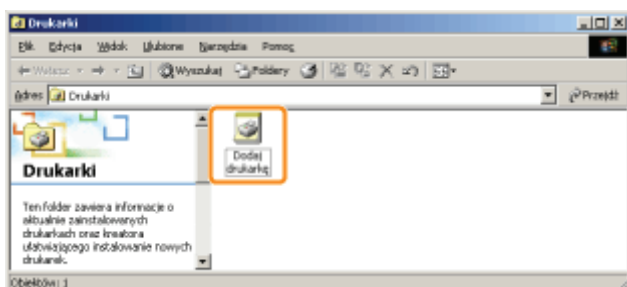 Drukarki
Plik Edycja Widok Ulubione Narzędzia Pomoc
Wstecz Wyszukaj Foldery
Adres Drukarki Przejdź
Dodaj
drukarkę
Drukarki
Ten folder zawiera informacje o
aktualnie zainstalowanych
drukarkach oraz kreatora
ułatwiającego instalowanie nowych
drukarek.
Obiektów: 1